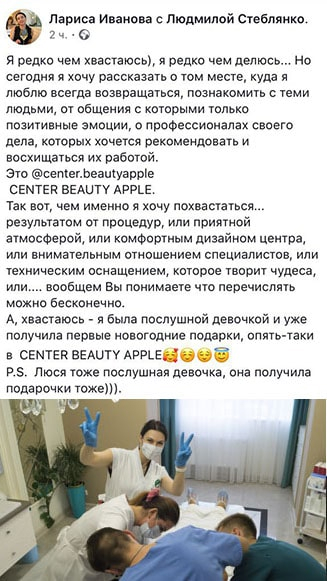 Лариса Иванова с Людмилой Стеблянко.
2 ч. ·
Я редко чем хвастаюсь), я редко чем делюсь... Но
сегодня я хочу рассказать о том месте, куда я
люблю всегда возвращаться, познакомить с теми
людьми, от общения с которыми только
позитивные эмоции, о профессионалах своего
дела, которых хочется рекомендовать и
восхищаться их работой.
Это @center.beautyapple
CENTER BEAUTY APPLE.
Так вот, чем именно я хочу похвастаться...
результатом от процедур, или приятной
атмосферой, или комфортным дизайном центра,
или внимательным отношением специалистов, или
техническим оснащением, которое творит чудеса,
или.... вообщем Вы понимаете что перечислять
можно бесконечно.
А, хвастаюсь - я была послушной девочкой и уже
получила первые новогодние подарки, опять-таки
в CENTER BEAUTY APPLE🥰☺️☺️😇
P.S. Люся тоже послушная девочка, она получила
подарочки тоже))).